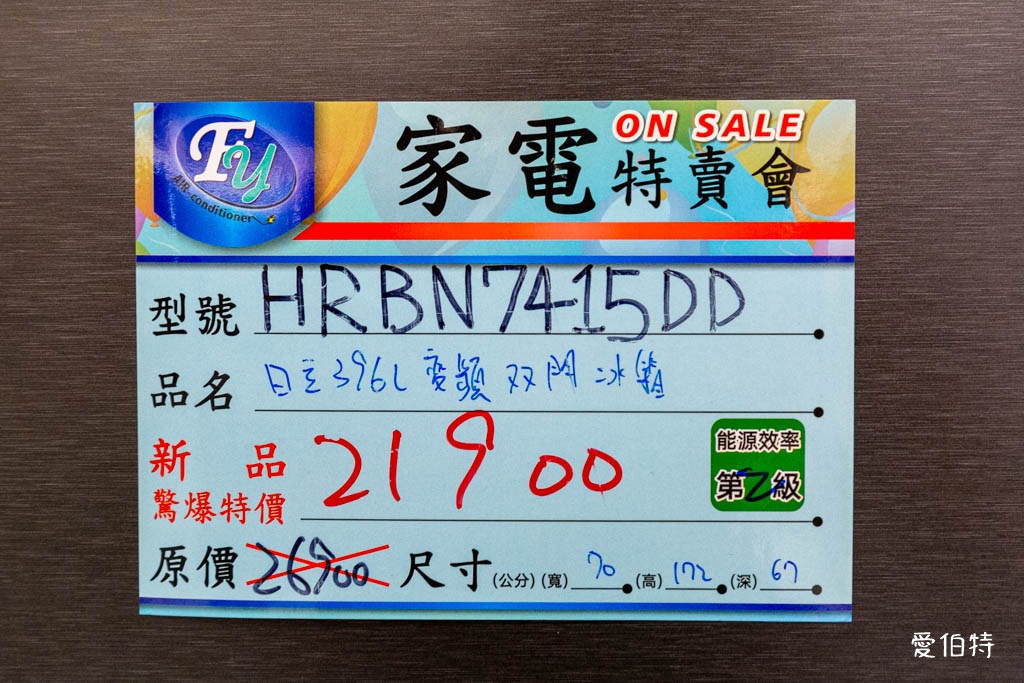 FY
AIR conditioner
ON SALE
家電特賣會
型號 HRBN7415DD
品名 日立396L 変頻 双門 冰箱
新品 21900
驚爆特價
能源效率
第2級
原價 26900 尺寸(公分)(寬)70(高)172(深)67
愛伯特